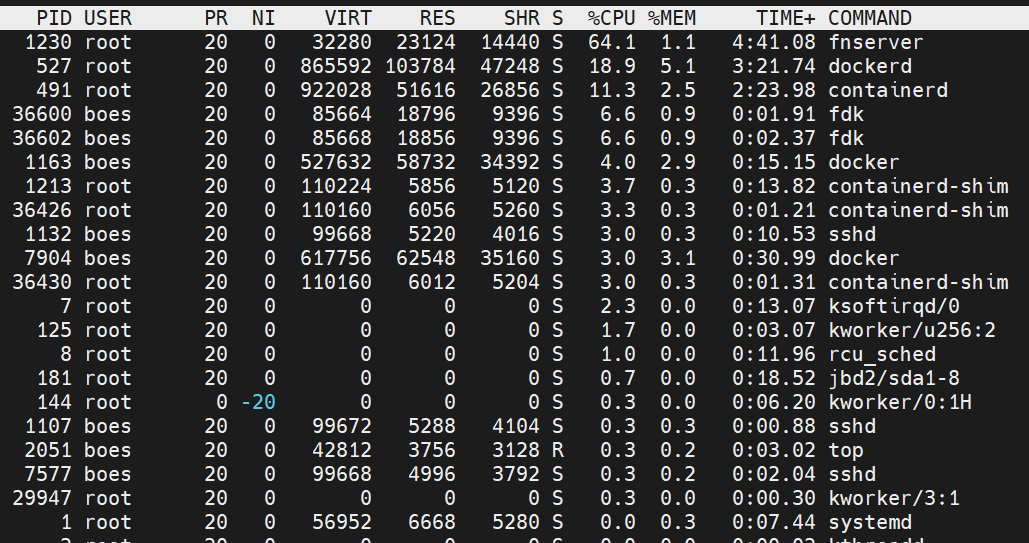 PID USER PR NI VIRT RES SHR S %CPU %MEM TIME+ COMMAND
1230 root 20 0 32280 23124 14440 S 64.1 1.1 4:41.08 fnserver
527 root 20 0 865592 103784 47248 S 18.9 5.1 3:21.74 dockerd
491 root 20 0 922028 51616 26856 S 11.3 2.5 2:23.98 containerd
36600 boes 20 0 85664 18796 9396 S 6.6 0.9 0:01.91 fdk
36602 boes 20 0 85668 18856 9396 S 6.6 0.9 0:02.37 fdk
1163 boes 20 0 527632 58732 34392 S 4.0 2.9 0:15.15 docker
1213 root 20 0 110224 5856 5120 S 3.7 0.3 0:13.82 containerd-shim
36426 root 20 0 110160 6056 5260 S 3.3 0.3 0:01.21 containerd-shim
1132 boes 20 0 99668 5220 4016 S 3.0 0.3 0:10.53 sshd
7904 boes 20 0 617756 62548 35160 S 3.0 3.1 0:30.99 docker
36430 root 20 0 110160 6012 5204 S 3.0 0.3 0:01.31 containerd-shim
7 root 20 0 0 0 0 S 2.3 0.0 0:13.07 ksoftirqd/0
125 root 20 0 0 0 0 S 1.7 0.0 0:03.07 kworker/u256:2
8 root 20 0 0 0 0 S 1.0 0.0 0:11.96 rcu_sched
181 root 20 0 0 0 0 S 0.7 0.0 0:18.52 jbd2/sda1-8
144 root 0 -20 0 0 0 S 0.3 0.0 0:06.20 kworker/0:1H
1107 boes 20 0 99672 5288 4104 S 0.3 0.3 0:00.88 sshd
2051 boes 20 0 42812 3756 3128 R 0.3 0.2 0:03.02 top
7577 boes 20 0 99668 4996 3792 S 0.3 0.2 0:02.04 sshd
29947 root 20 0 0 0 0 S 0.3 0.0 0:00.30 kworker/3:1
1 root 20 0 56952 6668 5280 S 0.0 0.3 0:07.44 systemd